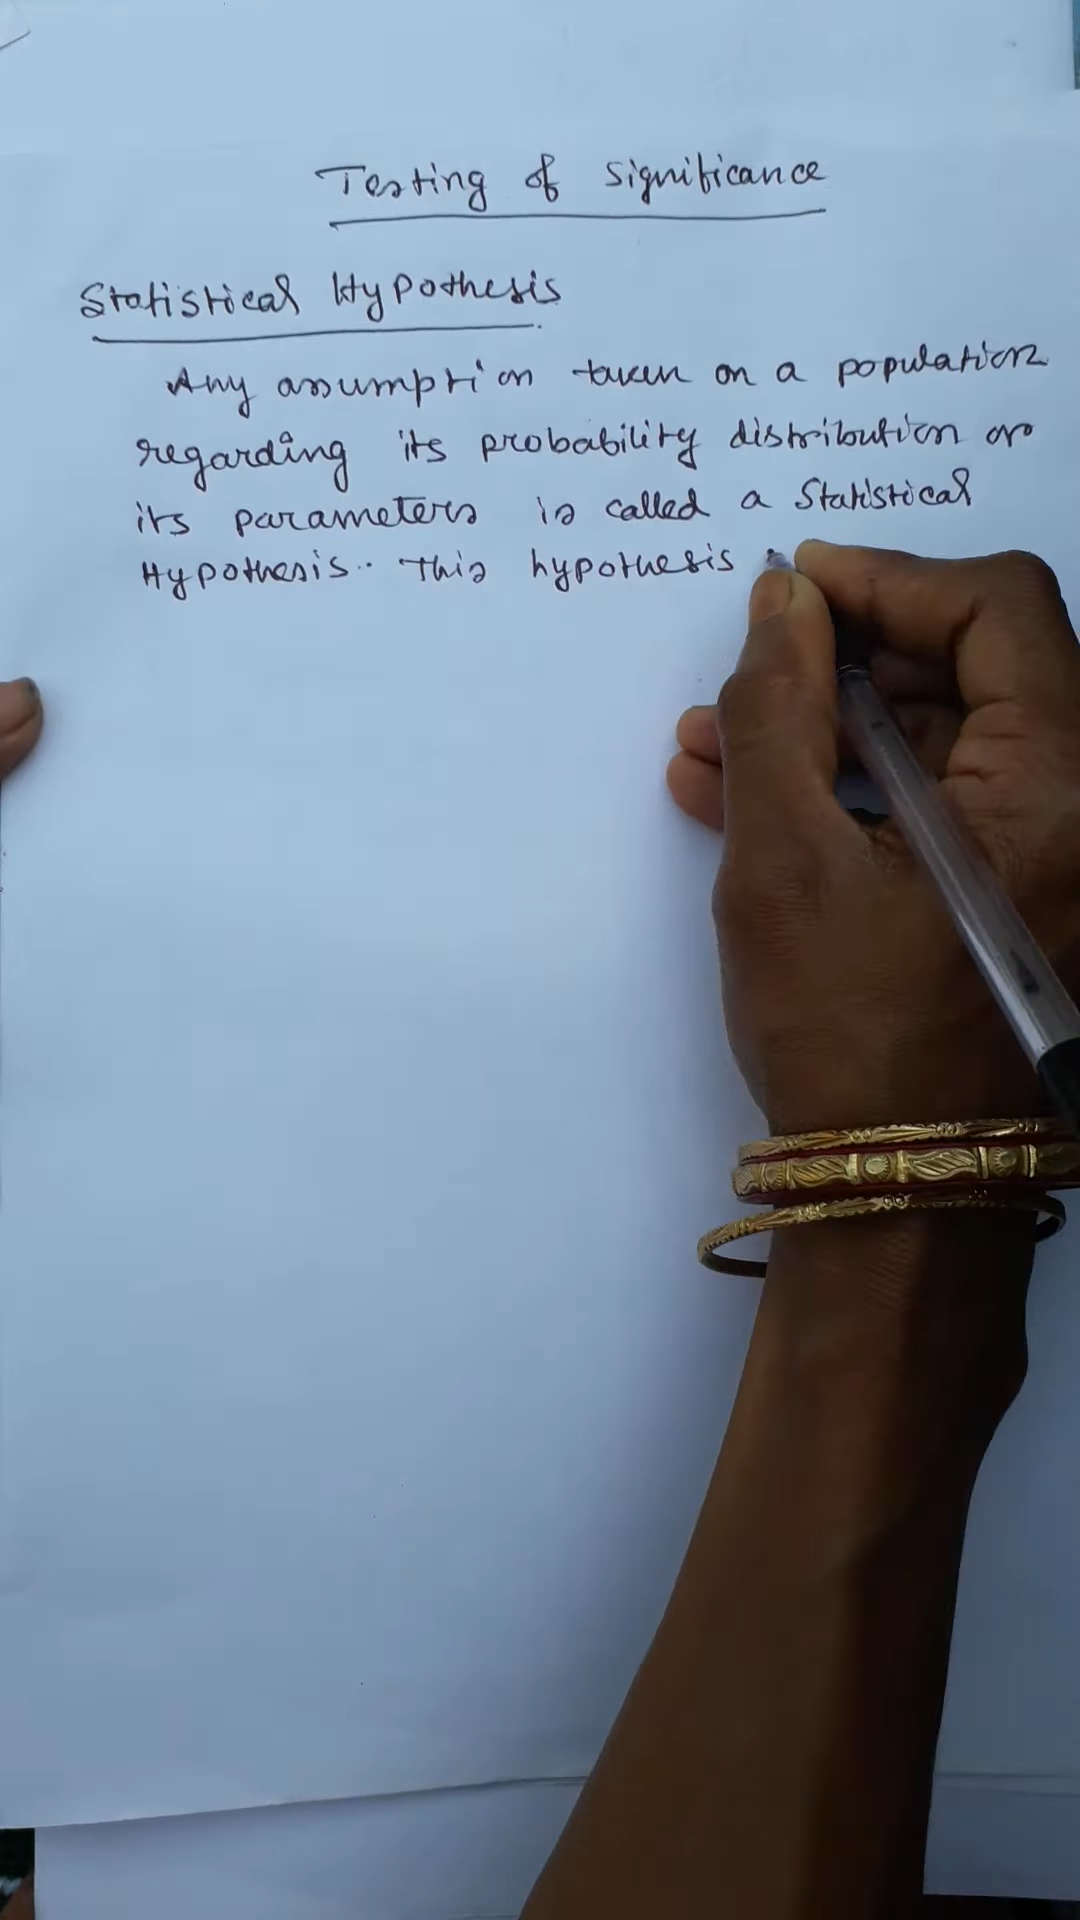 Testing of significance
Statistical Hypothesis
Any assumption taken on a population
regarding its probability distribution or
its parameters is called a Statistical
Hypothesis. This hypothesis